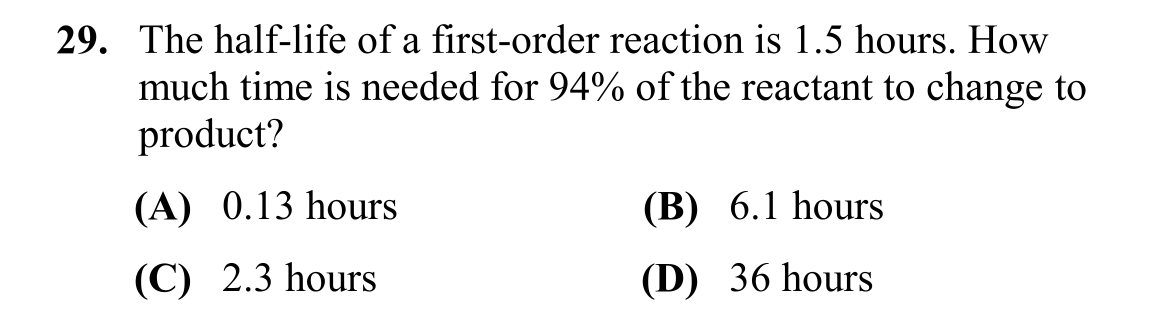 29. The half-life of a first-order reaction is 1.5 hours. How
much time is needed for 94% of the reactant to change to
product?
(A) 0.13 hours (B) 6.1 hours
(C) 2.3 hours (D) 36 hours